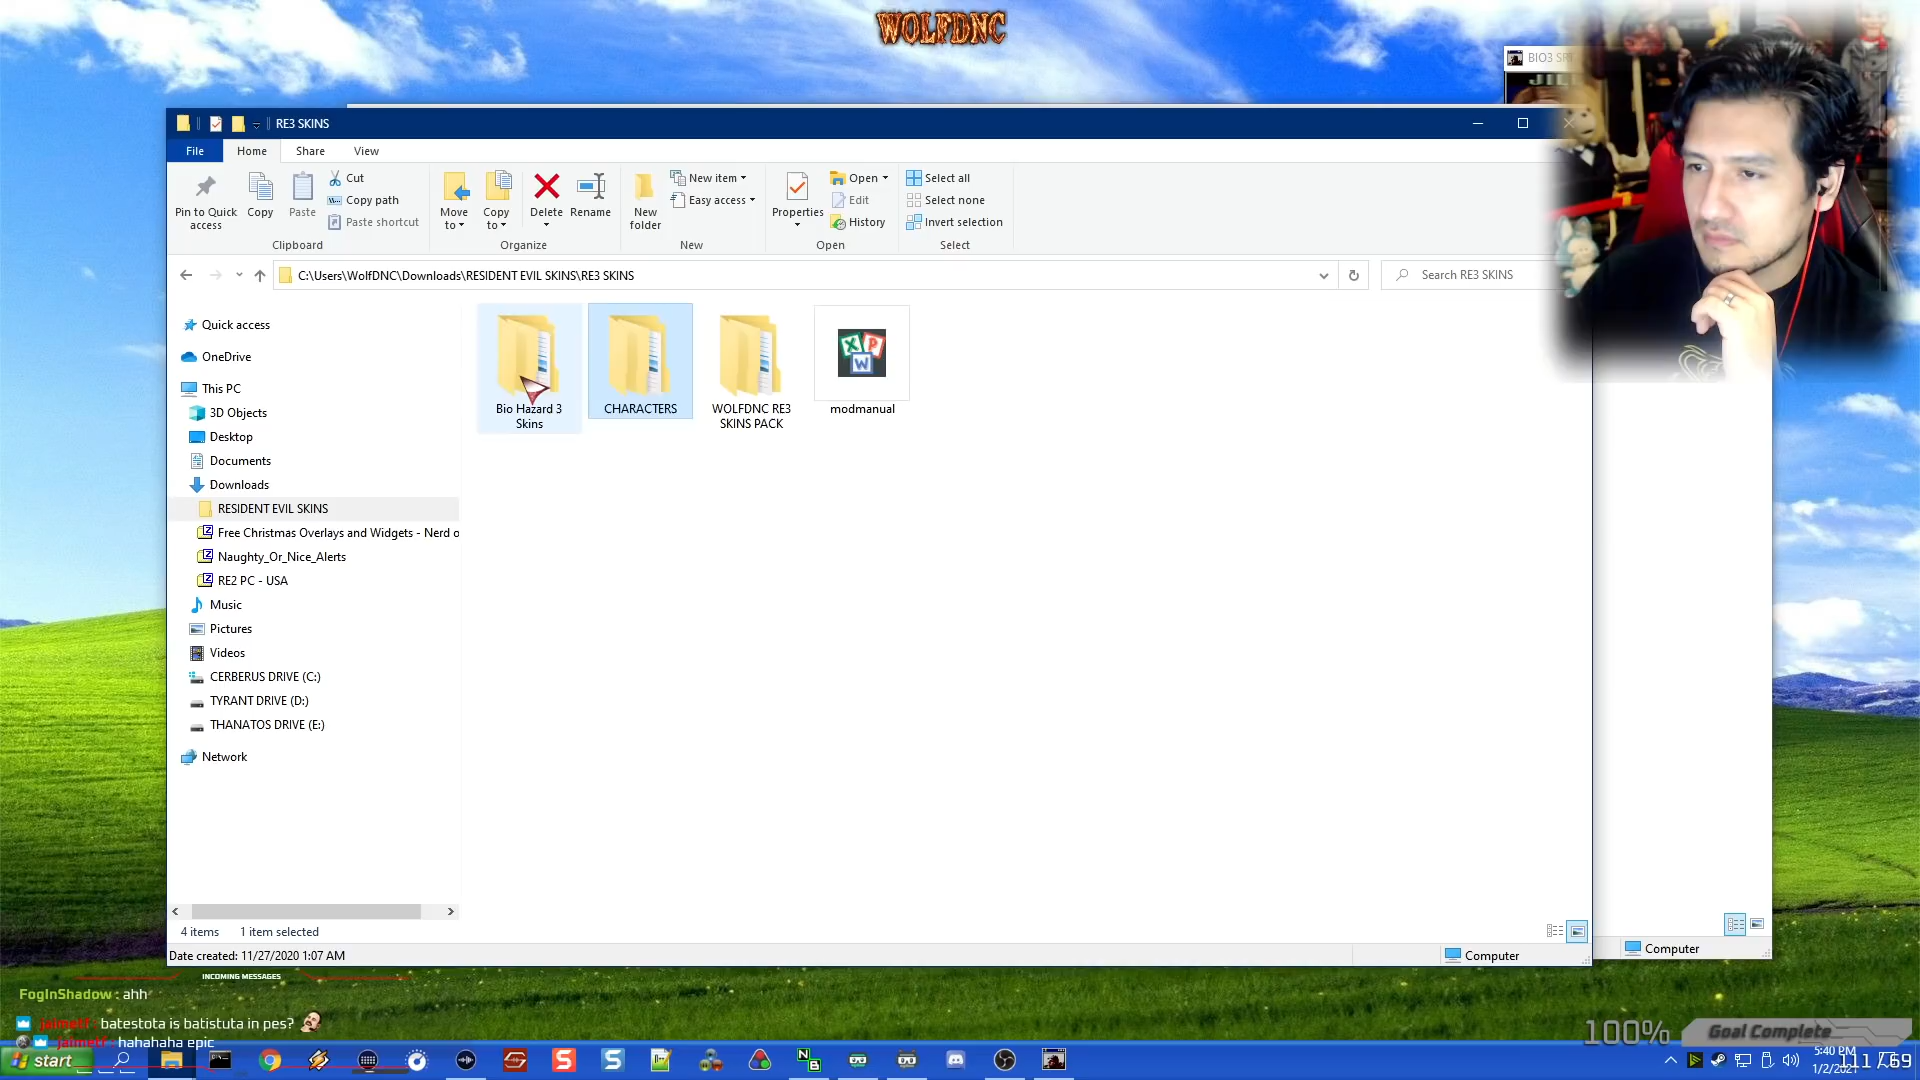 WOLFDNC
BIO3
RE3 SKINS
File
Home
Share
View
Pin to Quick access
Copy
Paste
Cut
Copy path
Paste shortcut
Clipboard
Move to
Copy to
Delete
Rename
Organize
New folder
New item
Easy access
New
Properties
Open
Edit
History
Open
Select all
Select none
Invert selection
Select
C:\Users\WolfDNC\Downloads\RESIDENT EVIL SKINS\RE3 SKINS
Search RE3 SKINS
Quick access
OneDrive
This PC
3D Objects
Desktop
Documents
Downloads
RESIDENT EVIL SKINS
Free Christmas Overlays and Widgets - Nerd o
Naughty_Or_Nice_Alerts
RE2 PC - USA
Music
Pictures
Videos
CERBERUS DRIVE (C:)
TYRANT DRIVE (D:)
THANATOS DRIVE (E:)
Network
Bio Hazard 3
Skins
CHARACTERS
WOLFDNC RE3
SKINS PACK
modmanual
4 items
1 item selected
Date created: 11/27/2020 1:07 AM
Computer
Computer
INCOMING MESSAGES
FogInShadow : ahh
jaimetf : batestota is batistuta in pes?
jaimetf : hahahaha epic
100%
Goal Complete
start
5:40 PM
111 / 69